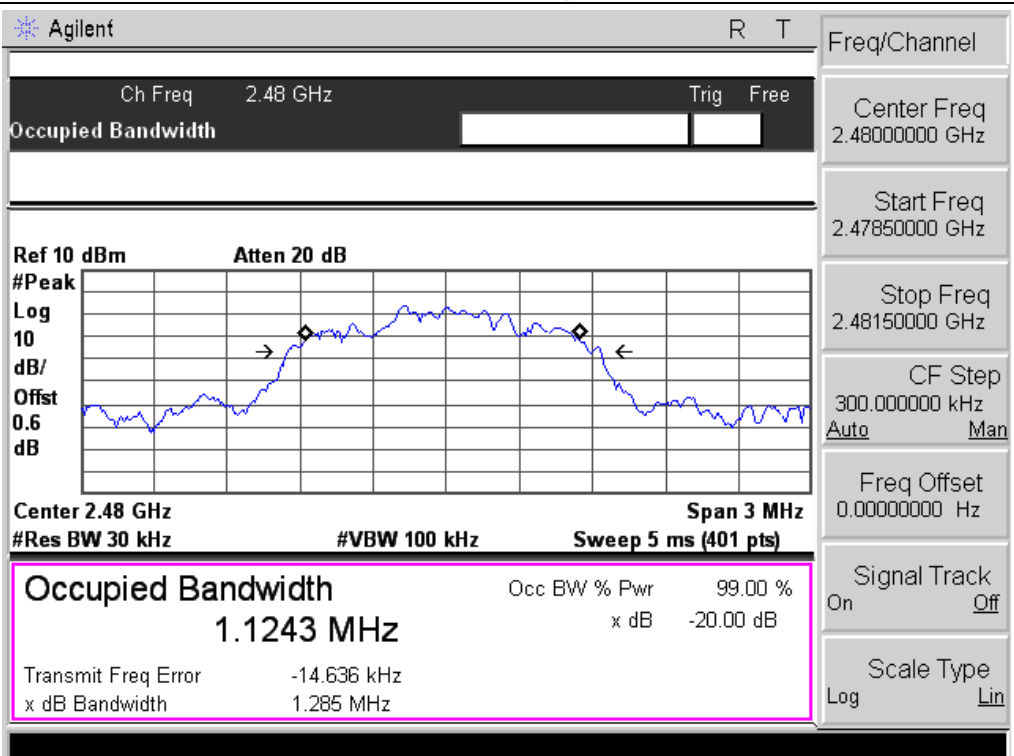 Agilent R T
Ch Freq 2.48 GHz Trig Free
Occupied Bandwidth
Ref 10 dBm Atten 20 dB
#Peak
Log
10
dB/
Offst
0.6
dB
Center 2.48 GHz Span 3 MHz
#Res BW 30 kHz #VBW 100 kHz Sweep 5 ms (401 pts)
Occupied Bandwidth Occ BW % Pwr 99.00 %
1.1243 MHz x dB -20.00 dB
Transmit Freq Error -14.636 kHz
x dB Bandwidth 1.285 MHz
Freq/Channel
Center Freq
2.48000000 GHz
Start Freq
2.47850000 GHz
Stop Freq
2.48150000 GHz
CF Step
300.000000 kHz
Auto Man
Freq Offset
0.00000000 Hz
Signal Track
On Off
Scale Type
Log Lin